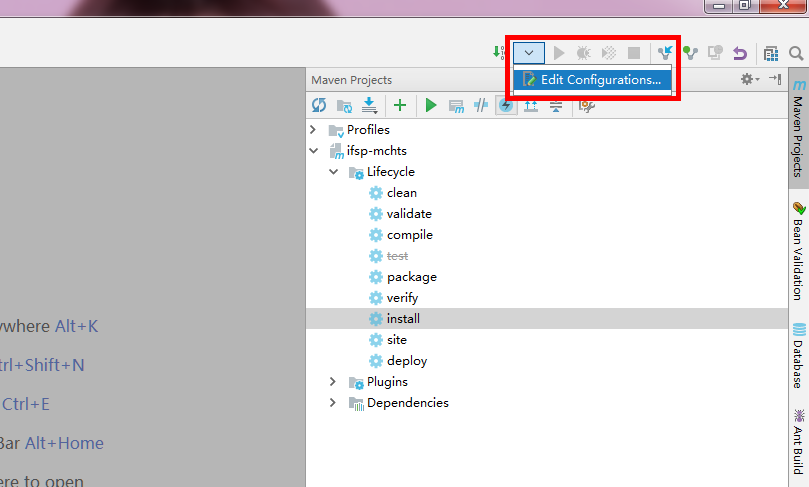 Edit Configurations...
Maven Projects
Profiles
ifsp-mchts
Lifecycle
clean
validate
compile
test
package
verify
install
site
deploy
Plugins
Dependencies
ywhere Alt+K
trl+Shift+N
Ctrl+E
Bar Alt+Home
ere to open
Maven Projects
Bean Validation
Database
Ant Build